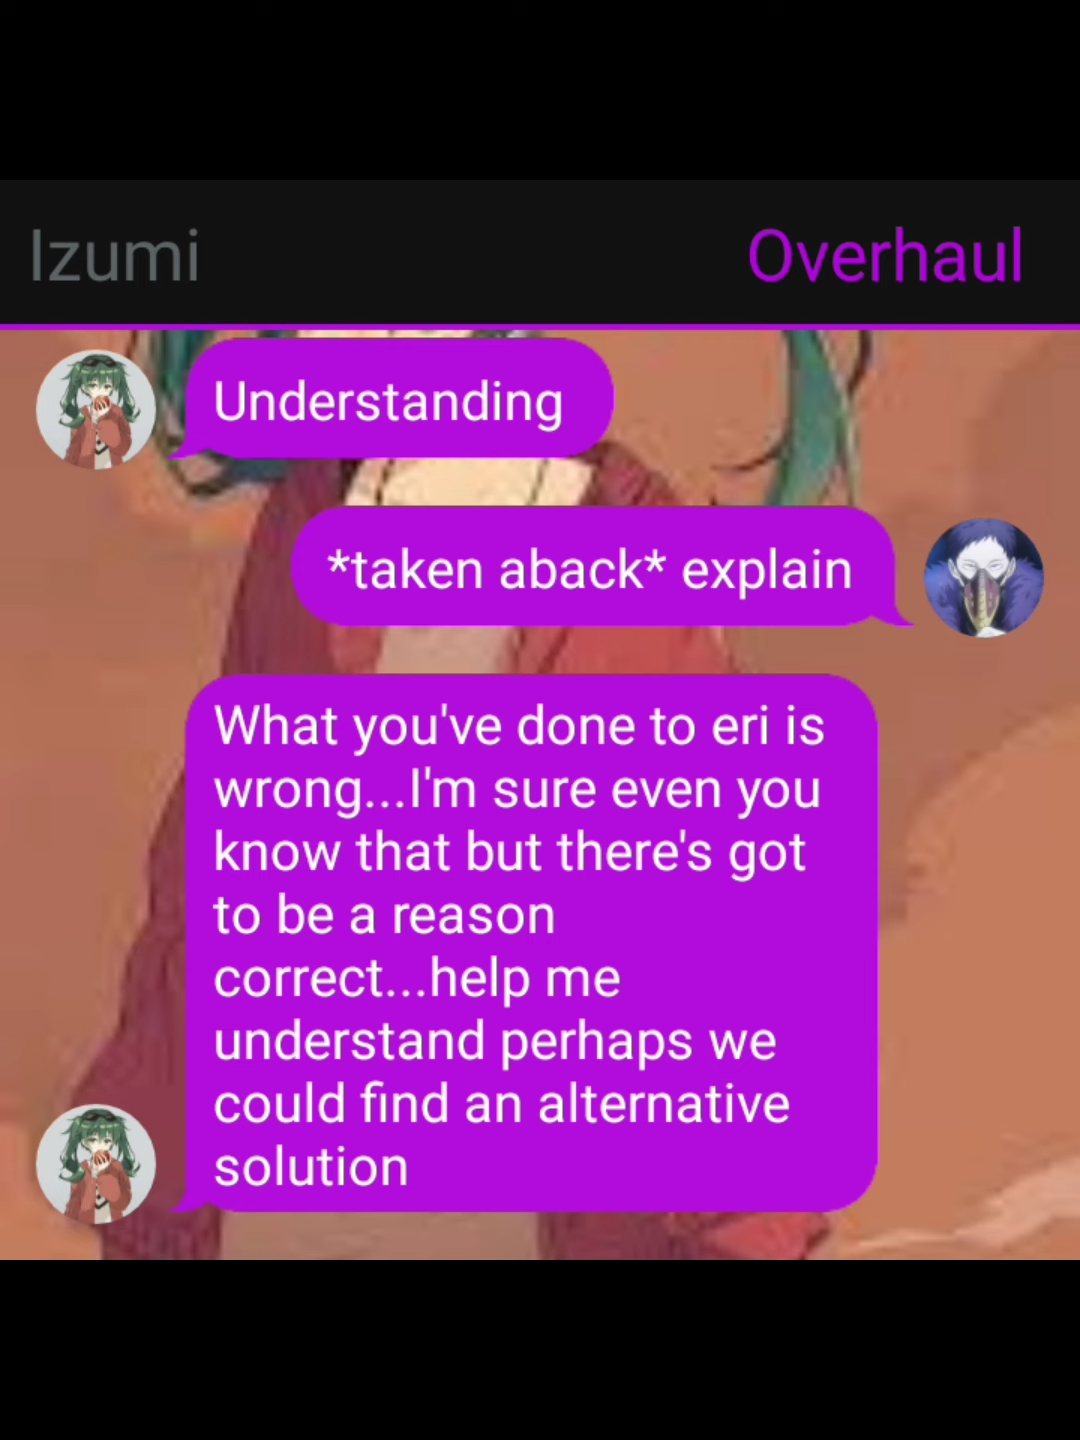 Izumi
Overhaul
Understanding
*taken aback* explain
What you've done to eri is
wrong...I'm sure even you
know that but there's got
to be a reason
correct...help me
understand perhaps we
could find an alternative
solution